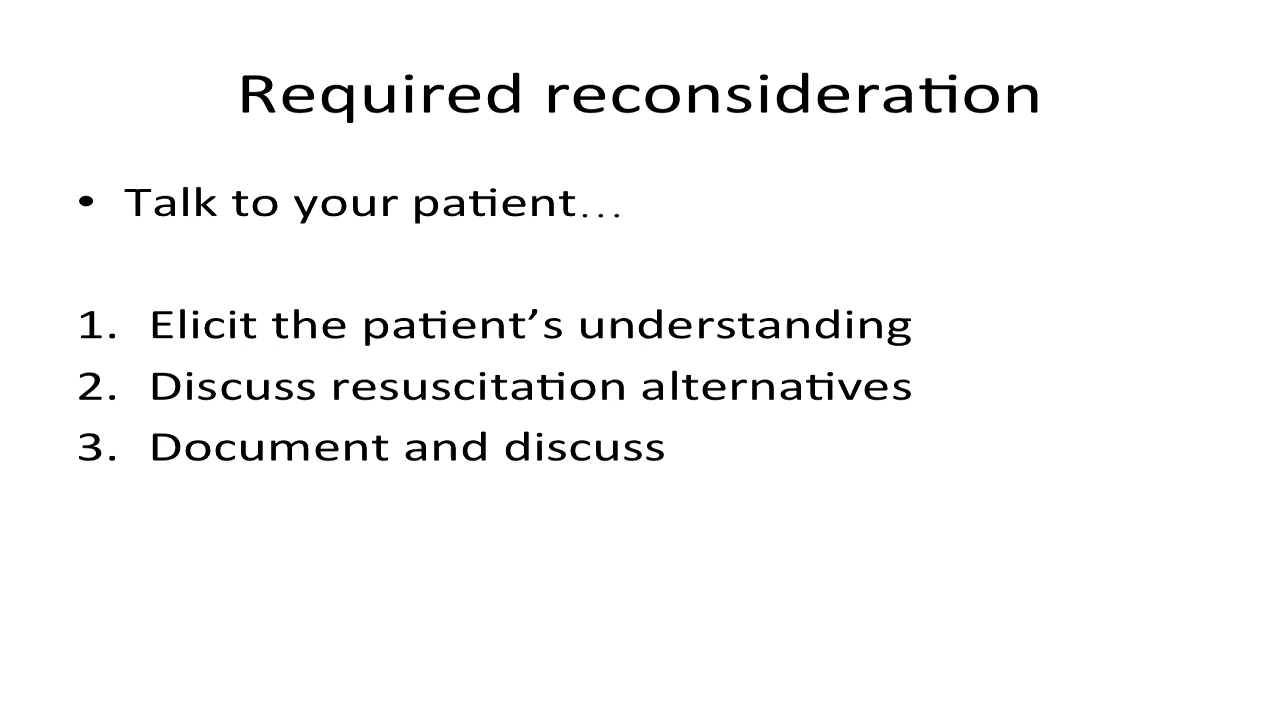 Required reconsideration
• Talk to your patient…
1. Elicit the patient’s understanding
2. Discuss resuscitation alternatives
3. Document and discuss